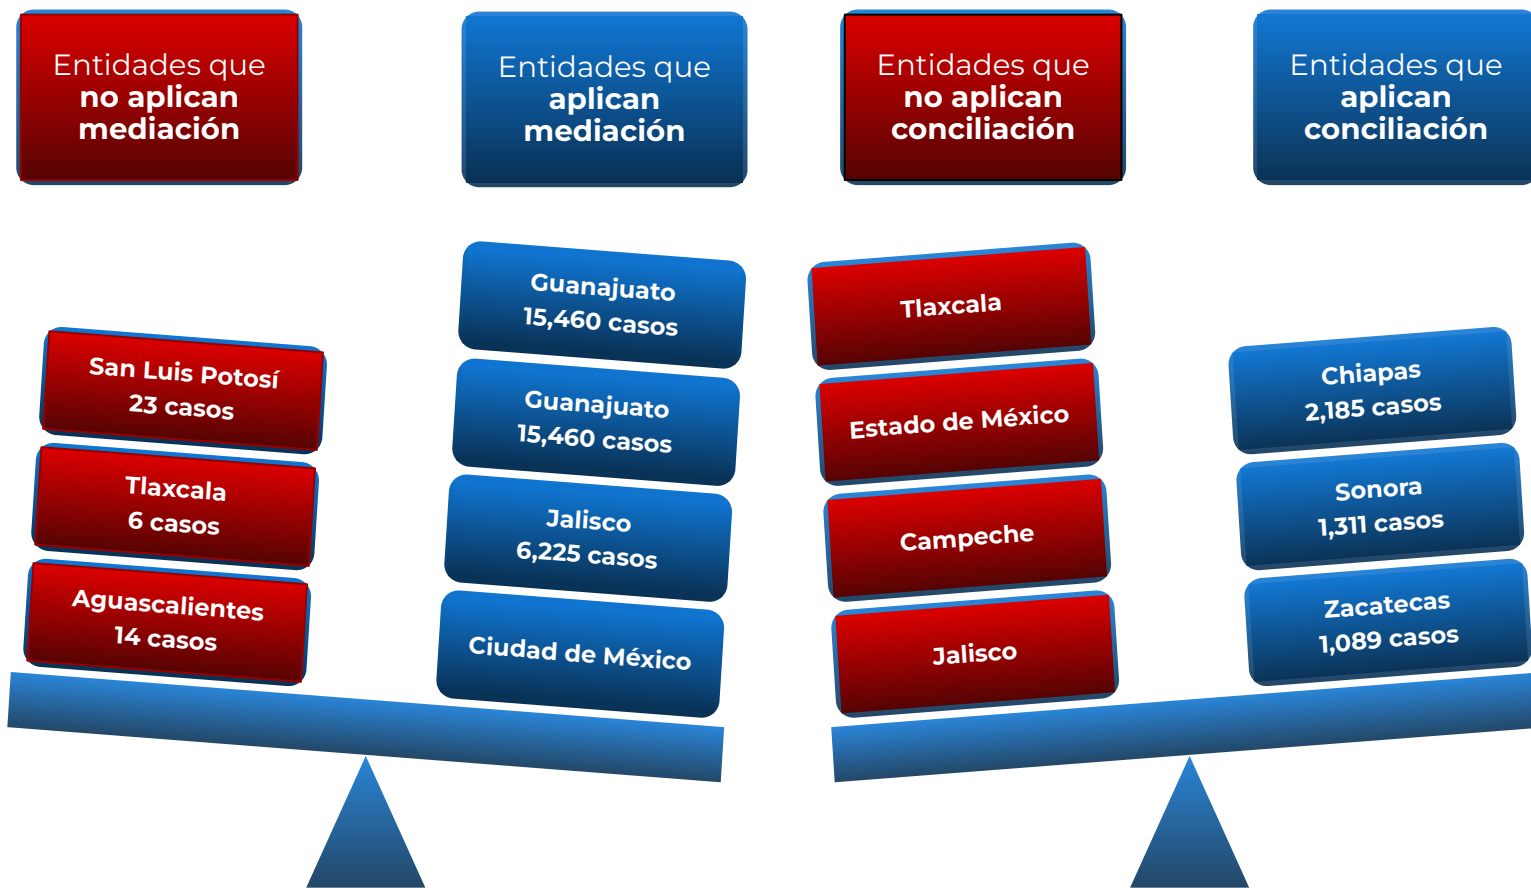 Entidades que
no aplican
mediación
Entidades que
aplican
mediación
Entidades que
no aplican
conciliación
Entidades que
aplican
conciliación
San Luis Potosí
23 casos
Tlaxcala
6 casos
Aguascalientes
14 casos
Guanajuato
15,460 casos
Guanajuato
15,460 casos
Jalisco
6,225 casos
Ciudad de México
Tlaxcala
Estado de México
Campeche
Jalisco
Chiapas
2,185 casos
Sonora
1,311 casos
Zacatecas
1,089 casos